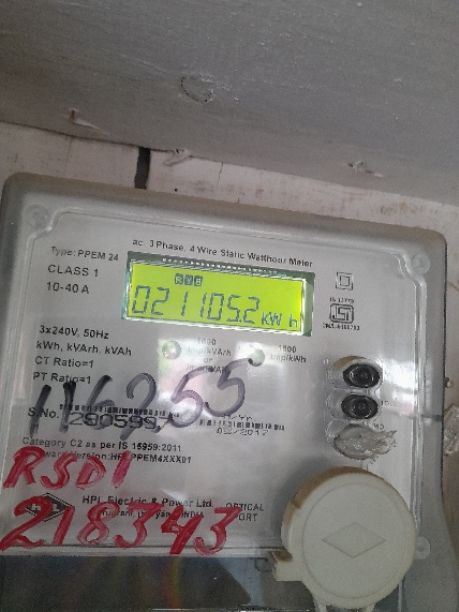 ac 3 Phase, 4 Wire Static Watthour Meter
Type: PPEM 24
CLASS 1
10-40 A
R Y B
021105.2 kWh
3x240V, 50Hz
kWh, kVArh, kVAh
CT Ratio=1
PT Ratio=1
116255
S.No.
280599
Category C2 as per IS 15959:2011
RSD1
HPL Electric & Power Ltd.
INDIA
OPTICAL
PORT
218343